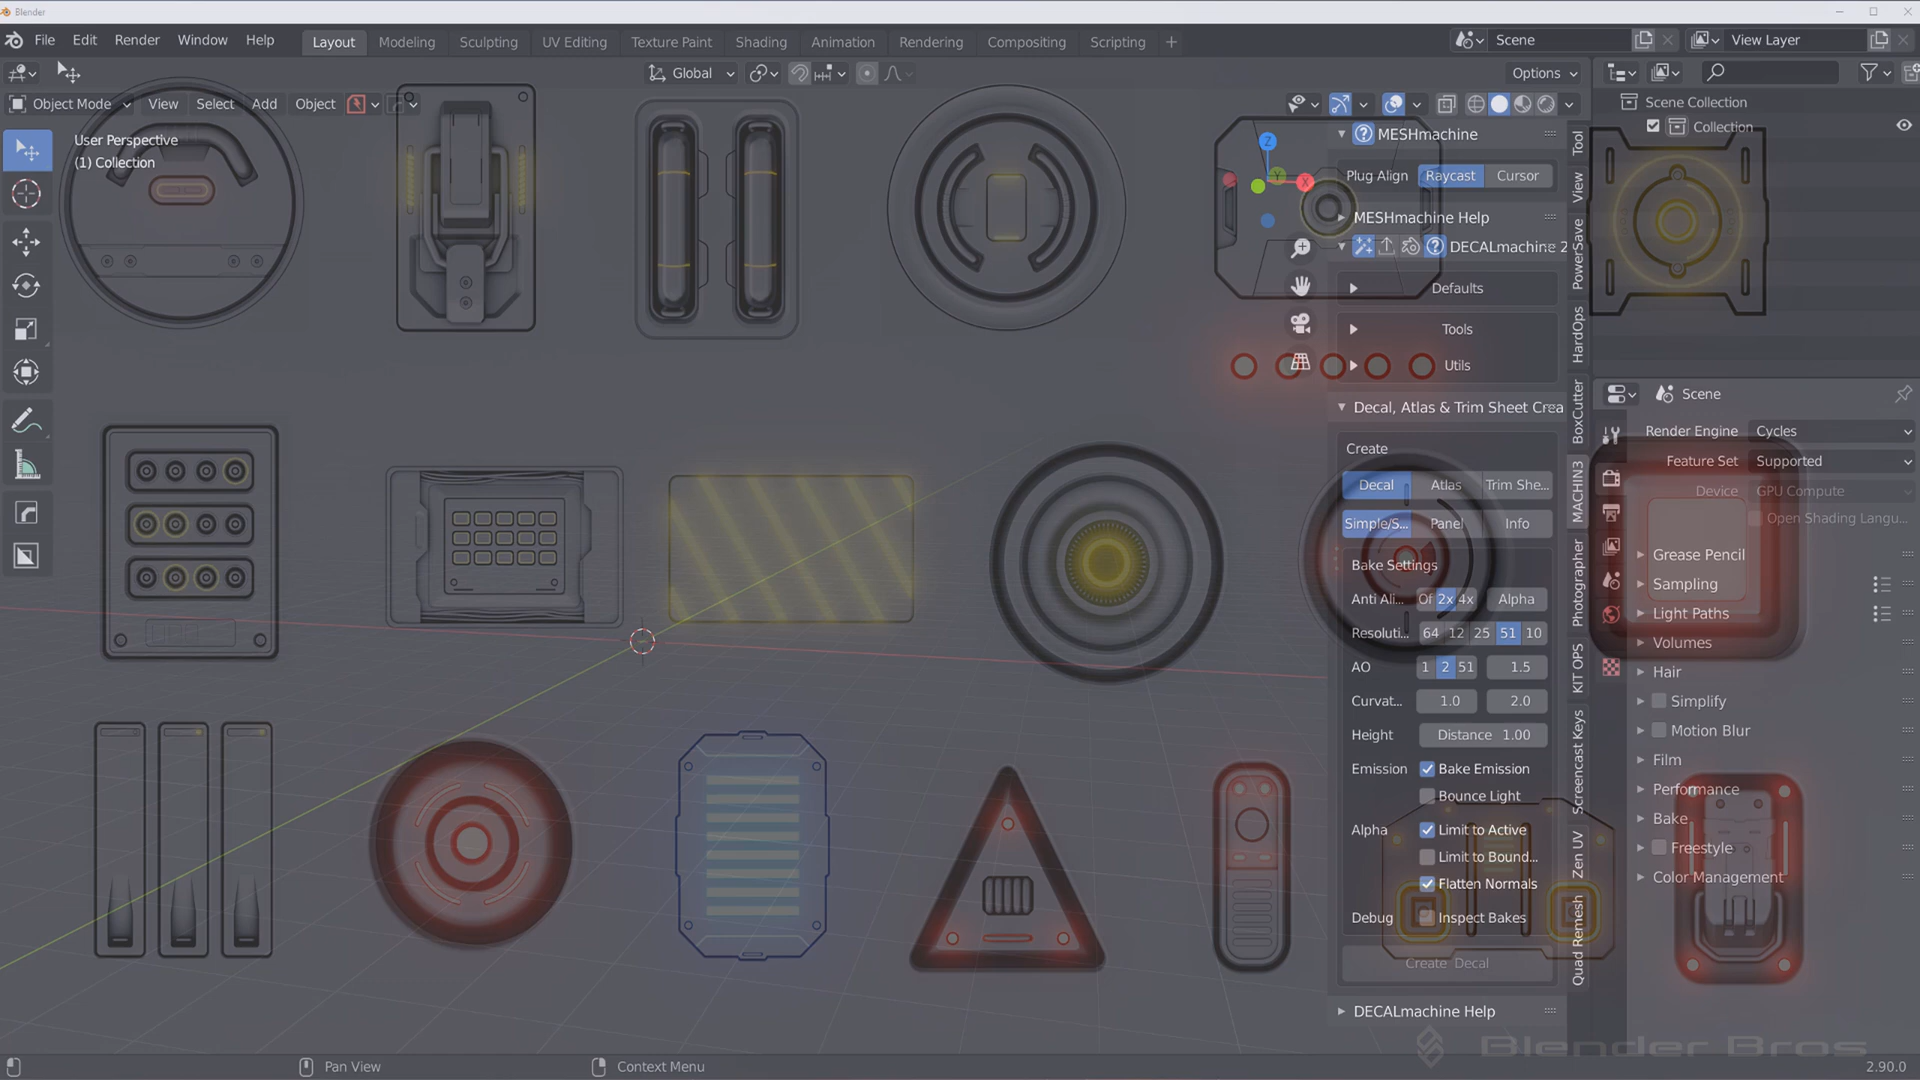 Blender
File Edit Render Window Help Layout Modeling Sculpting UV Editing Texture Paint Shading Animation Rendering Compositing Scripting + Scene View Layer
Global Options
Object Mode View Select Add Object
User Perspective
(1) Collection
Z
Y
X
MESHmachine
Plug Align Raycast Cursor
MESHmachine Help
DECALmachine 2
Defaults
Tools
Utils
Decal, Atlas & Trim Sheet Crea
Create
Decal Atlas Trim She...
Simple/S... Panel Info
Bake Settings
Anti Ali... Of 2x 4x Alpha
Resoluti... 64 12 25 51 10
AO 1 2 51 1.5
Curvat... 1.0 2.0
Height Distance 1.00
Emission Bake Emission
Bounce Light
Alpha Limit to Active
Limit to Bound...
Flatten Normals
Debug Inspect Bakes
Create Decal
DECALmachine Help
Tool
View
PowerSave
HardOps
BoxCutter
MACHIN3
Photographer
KIT OPS
Screencast Keys
Zen UV
Quad Remesh
Scene Collection
Collection
Scene
Render Engine Cycles
Feature Set Supported
Device GPU Compute
Open Shading Langu...
Grease Pencil
Sampling
Light Paths
Volumes
Hair
Simplify
Motion Blur
Film
Performance
Bake
Freestyle
Color Management
Blender Bros
Pan View Context Menu 2.90.0